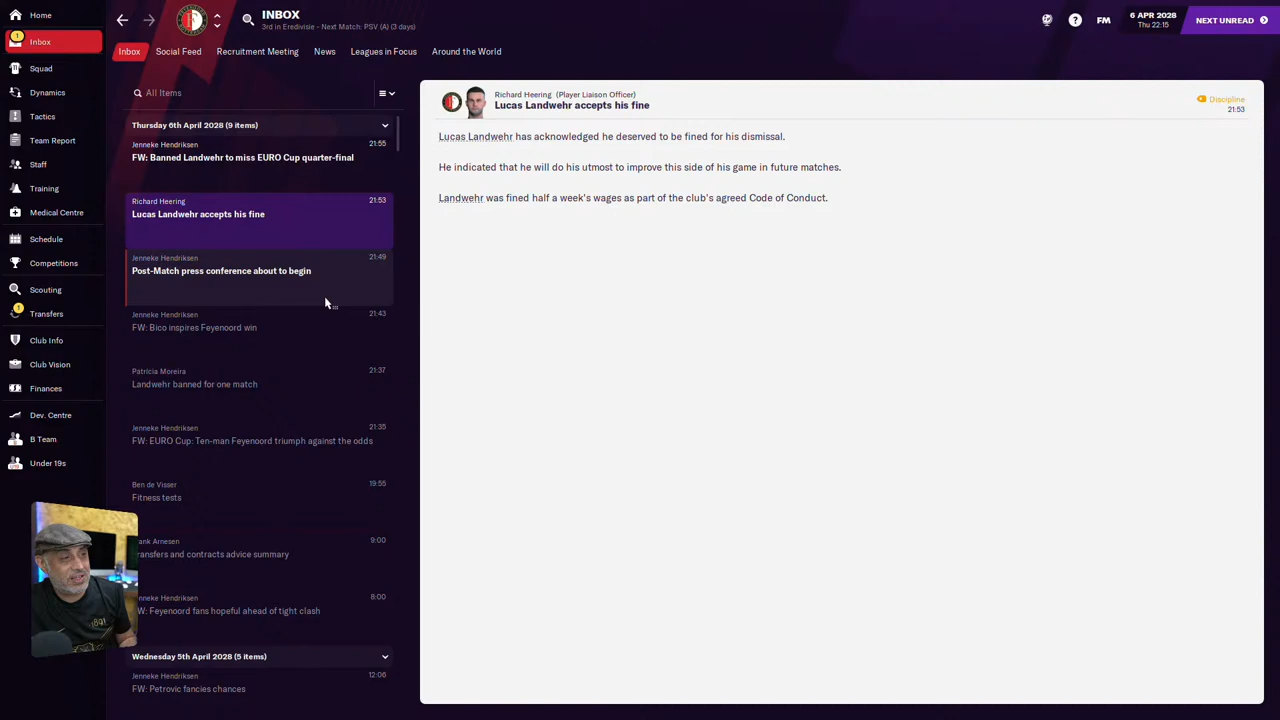 Home
1
Inbox
Squad
Dynamics
Tactics
Team Report
Staff
Training
Medical Centre
Schedule
Competitions
Scouting
1
Transfers
Club Info
Club Vision
Finances
Dev. Centre
B Team
Under 19s
INBOX
3rd in Eredivisie - Next Match: PSV (A) (3 days)
FM
6 APR 2028
Thu 22:15
NEXT UNREAD
Inbox
Social Feed
Recruitment Meeting
News
Leagues in Focus
Around the World
All Items
Thursday 6th April 2028 (9 items)
Jenneke Hendriksen
21:55
FW: Banned Landwehr to miss EURO Cup quarter-final
Richard Heering
21:53
Lucas Landwehr accepts his fine
Jenneke Hendriksen
21:49
Post-Match press conference about to begin
Jenneke Hendriksen
21:43
FW: Bico inspires Feyenoord win
Patrícia Moreira
21:37
Landwehr banned for one match
Jenneke Hendriksen
21:35
FW: EURO Cup: Ten-man Feyenoord triumph against the odds
Ben de Visser
19:55
Fitness tests
ank Arnesen
9:00
ansfers and contracts advice summary
nneke Hendriksen
8:00
W: Feyenoord fans hopeful ahead of tight clash
Wednesday 5th April 2028 (5 items)
Jenneke Hendriksen
12:06
FW: Petrovic fancies chances
Richard Heering (Player Liaison Officer)
Lucas Landwehr accepts his fine
Discipline
21:53
Lucas Landwehr has acknowledged he deserved to be fined for his dismissal.
He indicated that he will do his utmost to improve this side of his game in future matches.
Landwehr was fined half a week's wages as part of the club's agreed Code of Conduct.